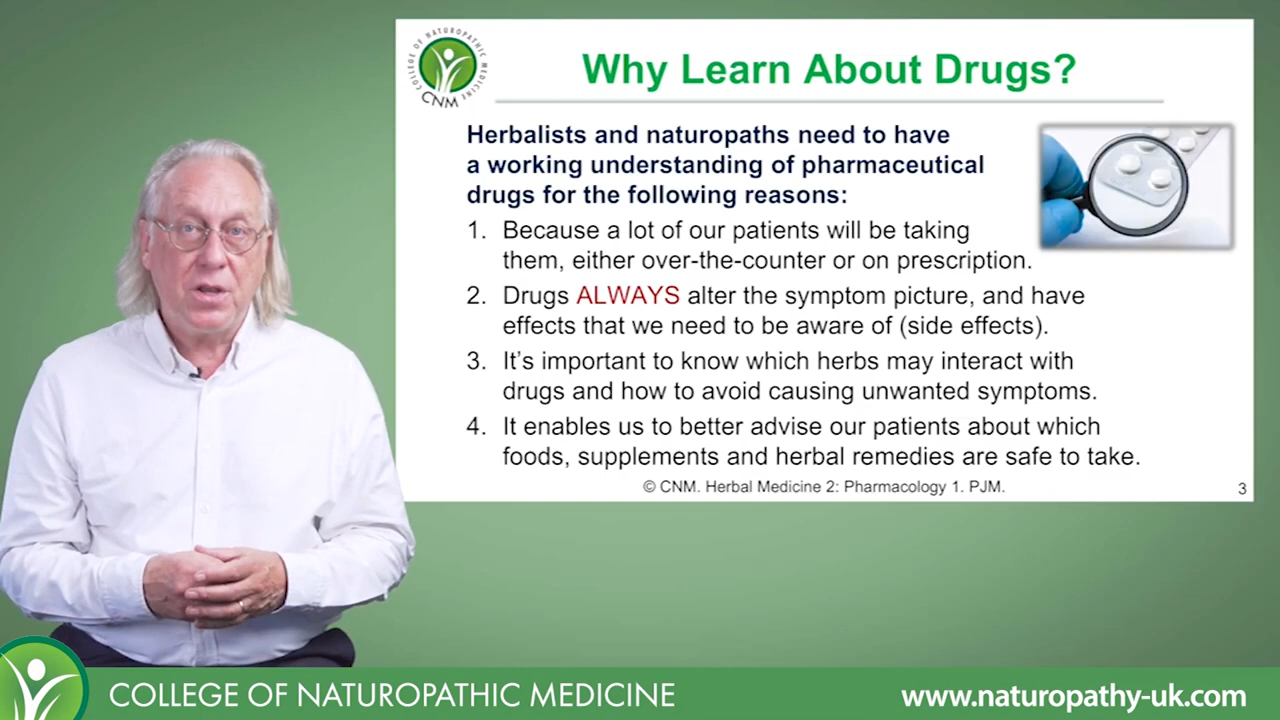 COLLEGE OF NATUROPATHIC MEDICINE
CNM
Why Learn About Drugs?
Herbalists and naturopaths need to have
a working understanding of pharmaceutical
drugs for the following reasons:
1. Because a lot of our patients will be taking
them, either over-the-counter or on prescription.
2. Drugs ALWAYS alter the symptom picture, and have
effects that we need to be aware of (side effects).
3. It's important to know which herbs may interact with
drugs and how to avoid causing unwanted symptoms.
4. It enables us to better advise our patients about which
foods, supplements and herbal remedies are safe to take.
© CNM. Herbal Medicine 2: Pharmacology 1. PJM.
3
COLLEGE OF NATUROPATHIC MEDICINE
www.naturopathy-uk.com